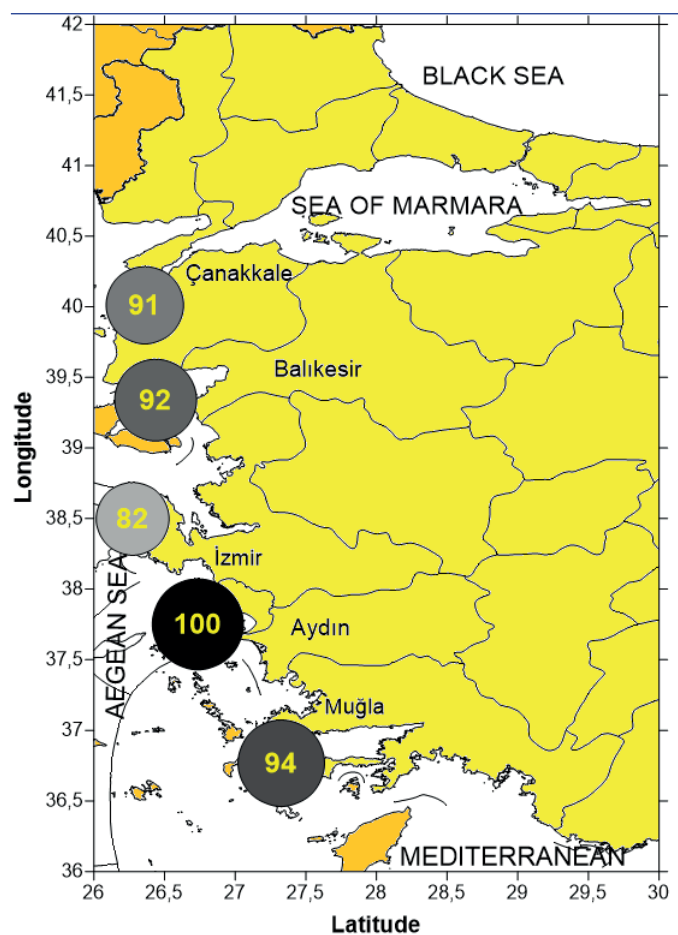 42
BLACK SEA
41,5
41
SEA OF MARMARA
40,5
Çanakkale
40
91
39,5
Balıkesir
92
39
Longitude
38,5
82
İzmir
38
AEGEAN SEA
100
Aydın
37,5
Muğla
37
94
36,5
MEDITERRANEAN
36
26 26,5 27 27,5 28 28,5 29 29,5 30
Latitude